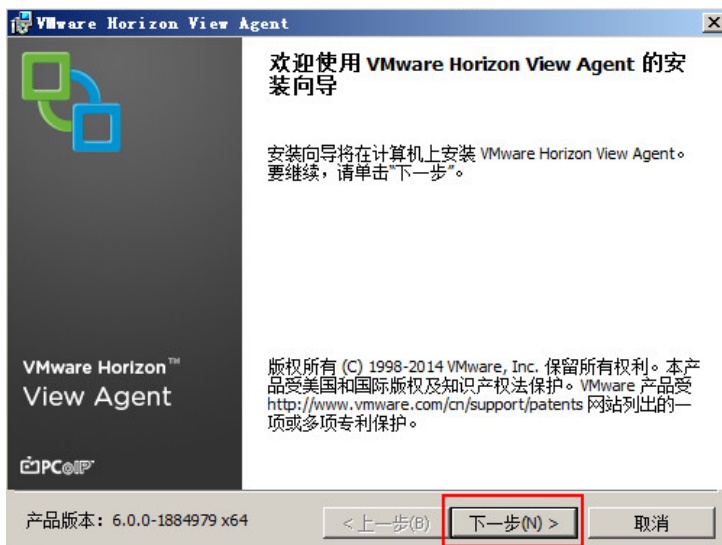 VMware Horizon View Agent
欢迎使用 VMware Horizon View Agent 的安
装向导
安装向导将在计算机上安装 VMware Horizon View Agent。
要继续，请单击"下一步"。
VMware Horizon™
View Agent
版权所有 (C) 1998-2014 VMware, Inc. 保留所有权利。本产
品受美国和国际版权及知识产权法保护。VMware 产品受
http://www.vmware.com/cn/support/patents 网站列出的一
项或多项专利保护。
PCoIP
产品版本：6.0.0-1884979 x64
< 上一步(B)
下一步(N) >
取消